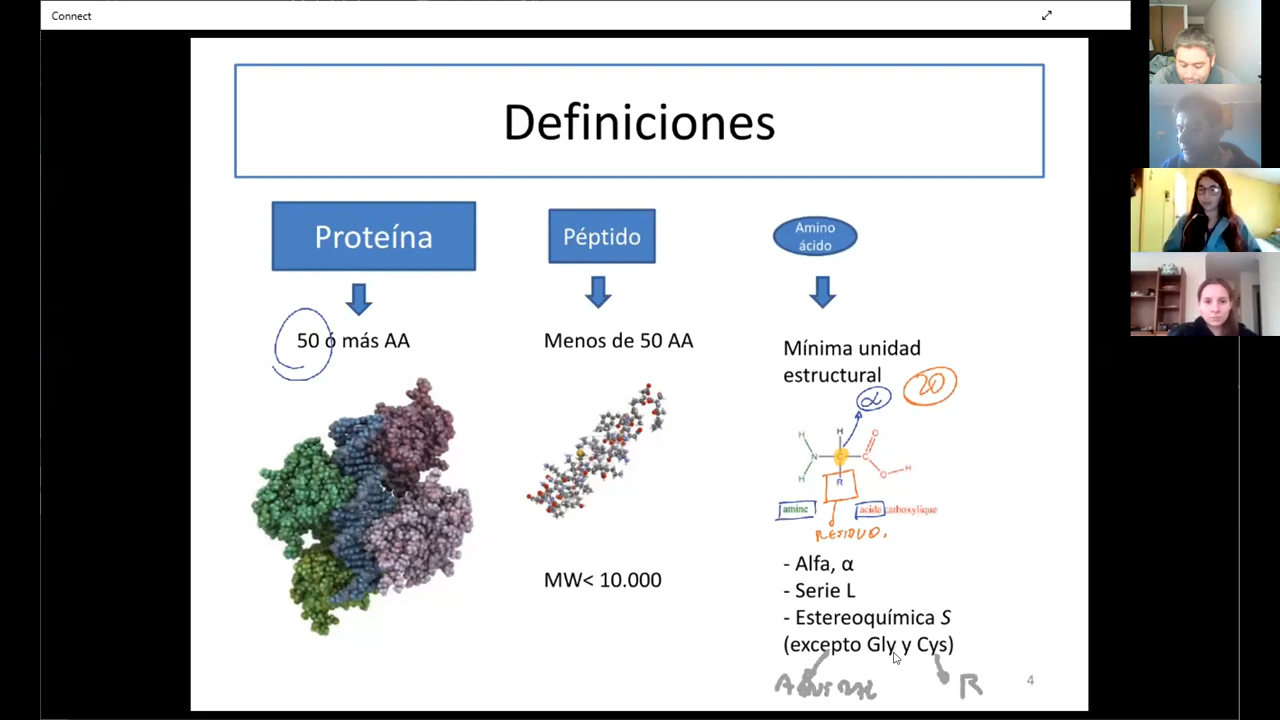 Connect
Definiciones
Proteína
Péptido
Amino
ácido
50 ó más AA
Menos de 50 AA
Mínima unidad
estructural
α
20
H
H
O
N
C
C
H
R
O
H
amine
acide carboxylique
RESIDUO.
MW< 10.000
- Alfa, α
- Serie L
- Estereoquímica S
(excepto Gly y Cys)
R
4